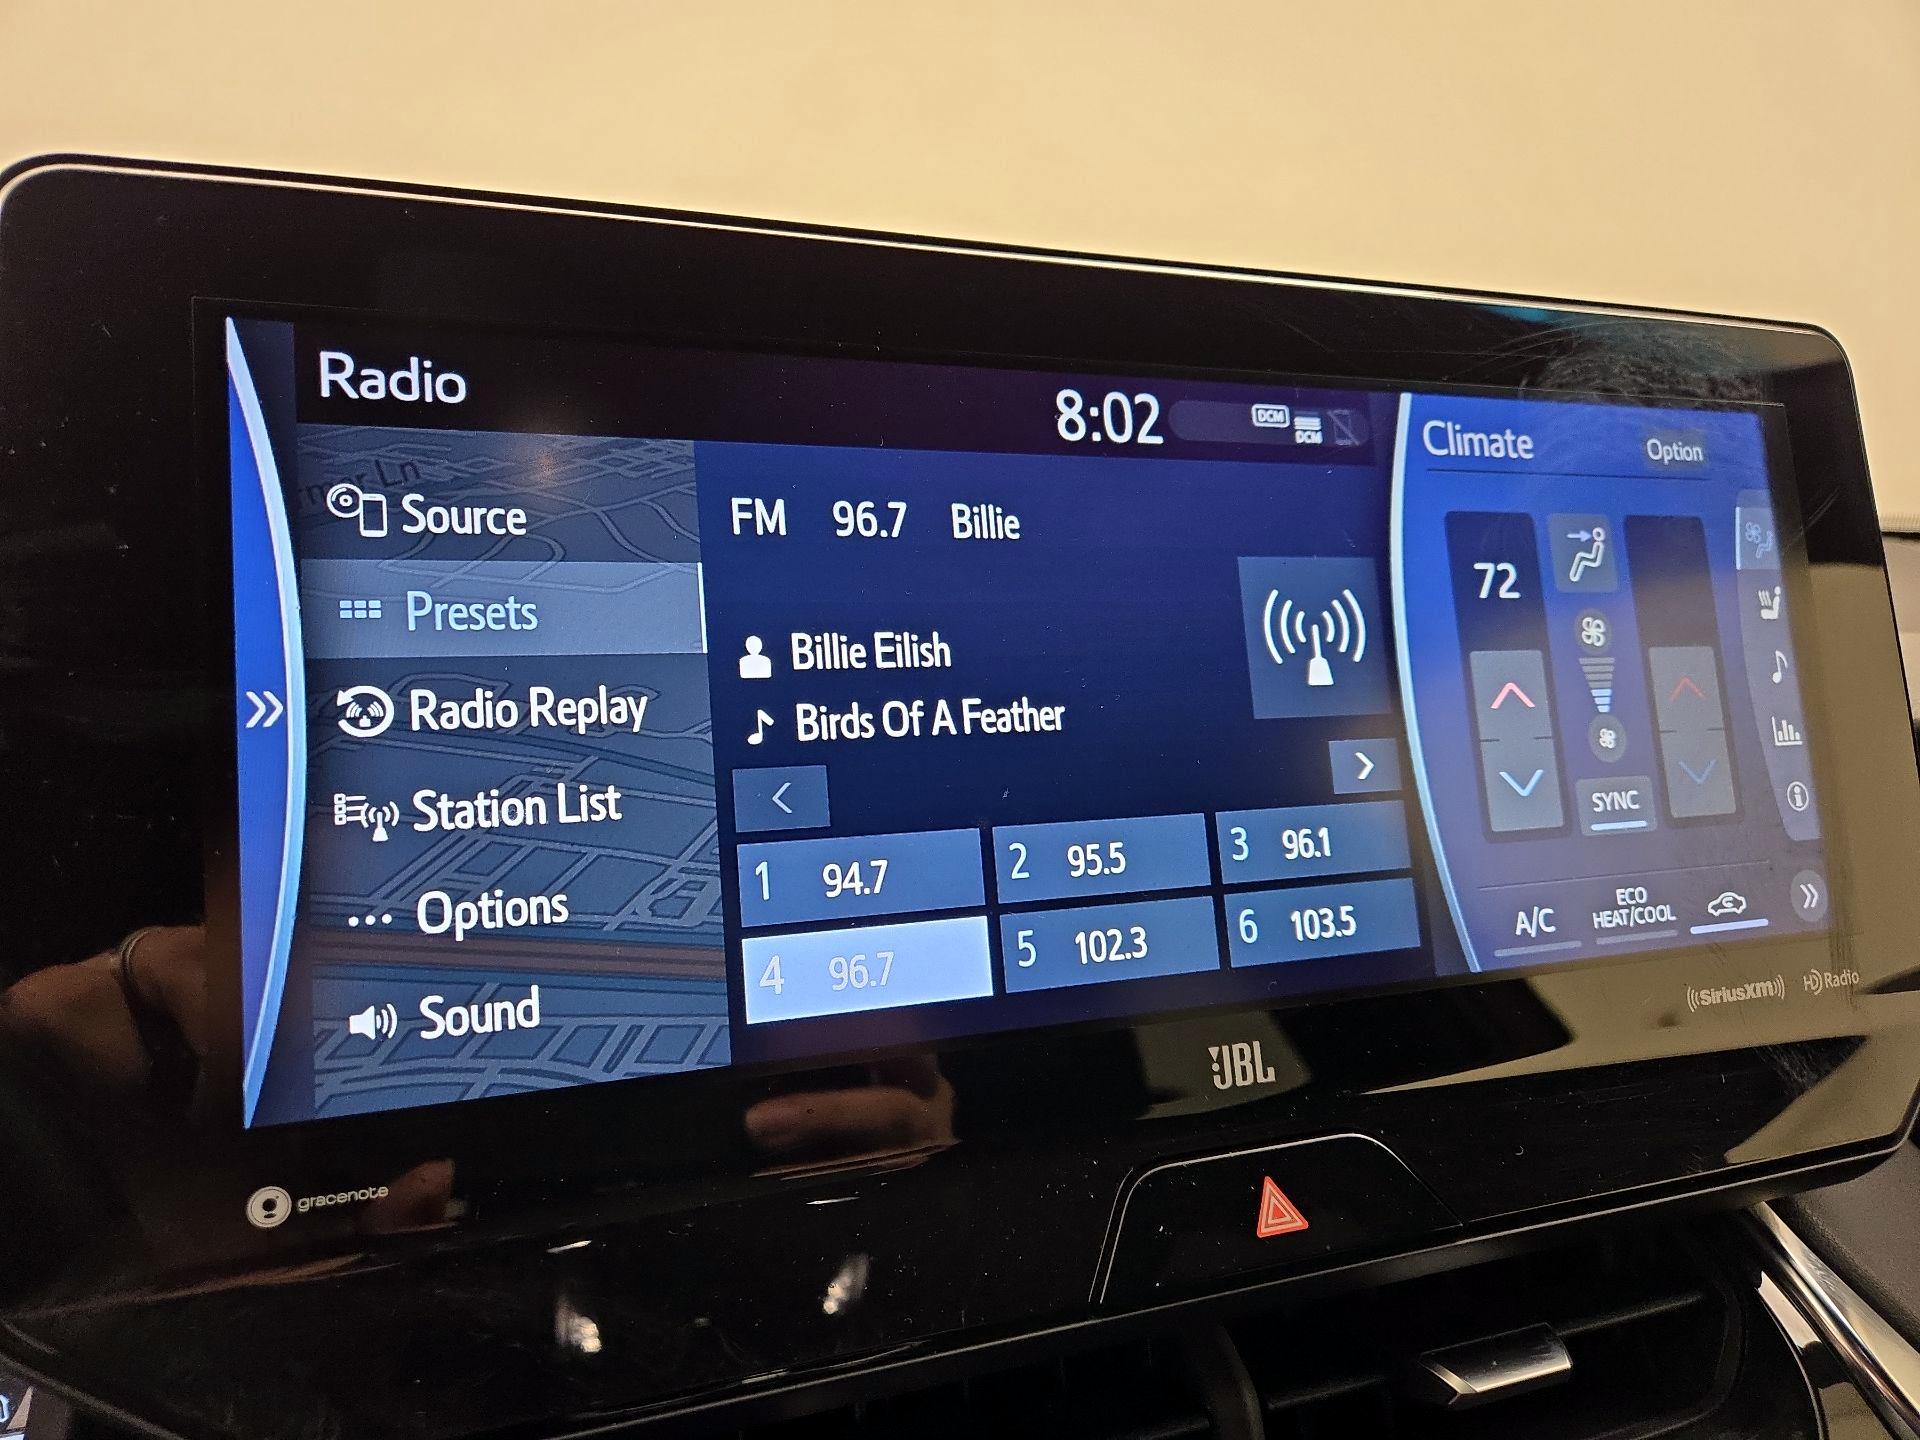 Radio
8:02
DCM
DCM
Climate
Option
Ln
Source
Presets
Radio Replay
Station List
... Options
Sound
FM 96.7 Billie
Billie Eilish
Birds Of A Feather
1 94.7
2 95.5
3 96.1
4 96.7
5 102.3
6 103.5
72
SYNC
A/C
ECO
HEAT/COOL
SiriusXM
HD Radio
JBL
gracenote